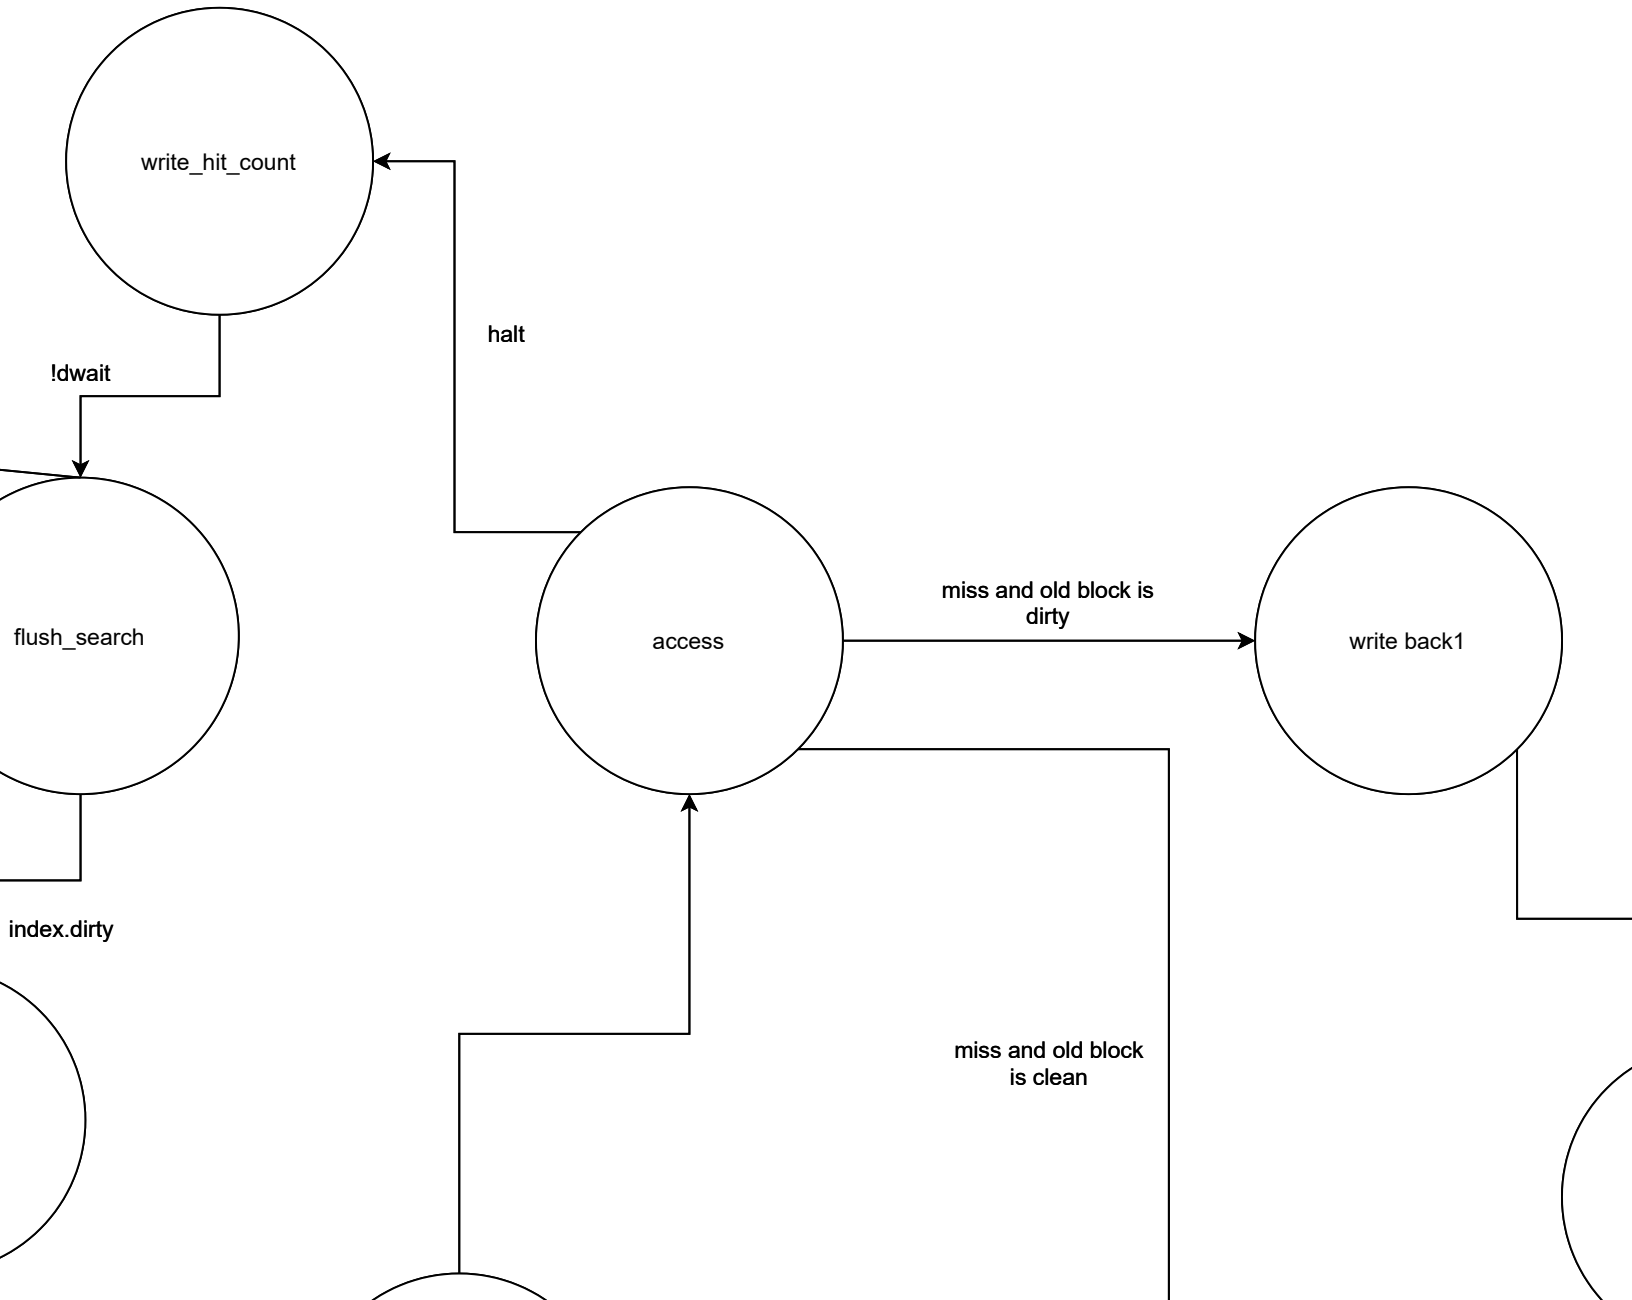 write_hit_count
halt
!dwait
miss and old block is
dirty
flush_search
access
write back1
index.dirty
miss and old block
is clean